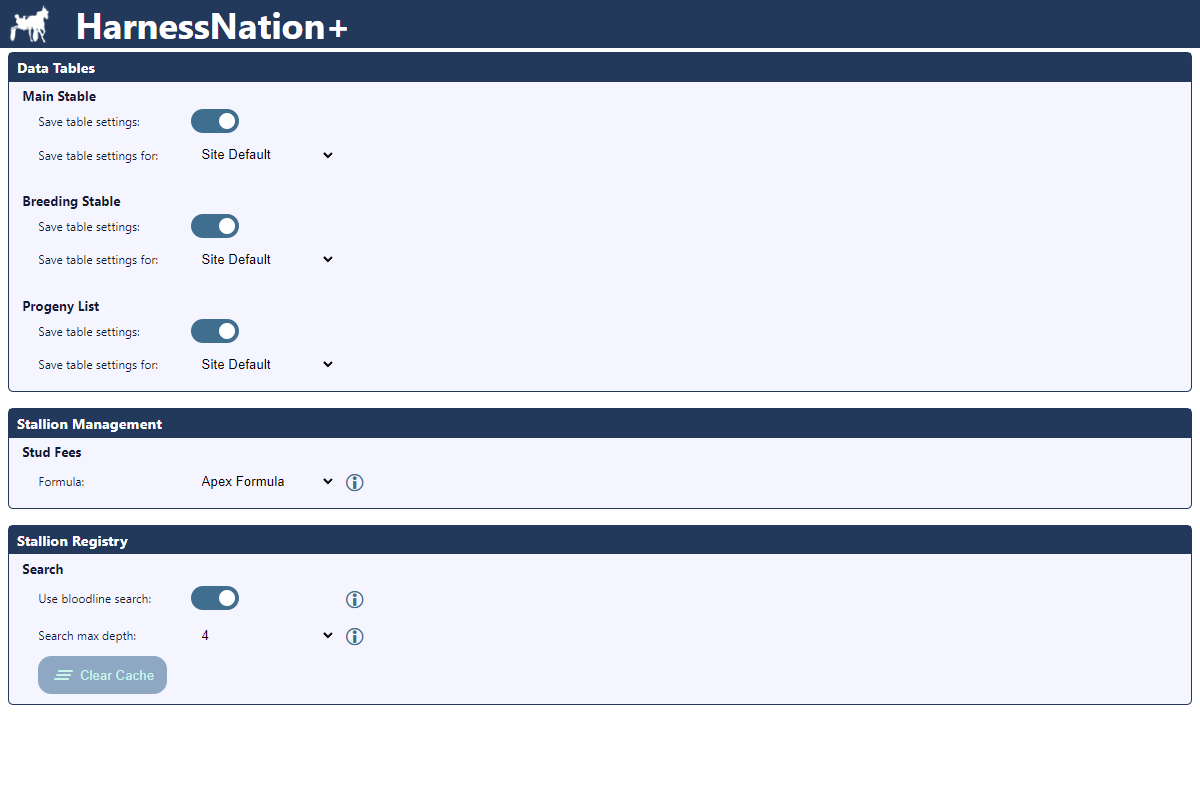 HarnessNation+
Data Tables
Main Stable
Save table settings:
Save table settings for: Site Default
Breeding Stable
Save table settings:
Save table settings for: Site Default
Progeny List
Save table settings:
Save table settings for: Site Default
Stallion Management
Stud Fees
Formula: Apex Formula
Stallion Registry
Search
Use bloodline search:
Search max depth: 4
Clear Cache